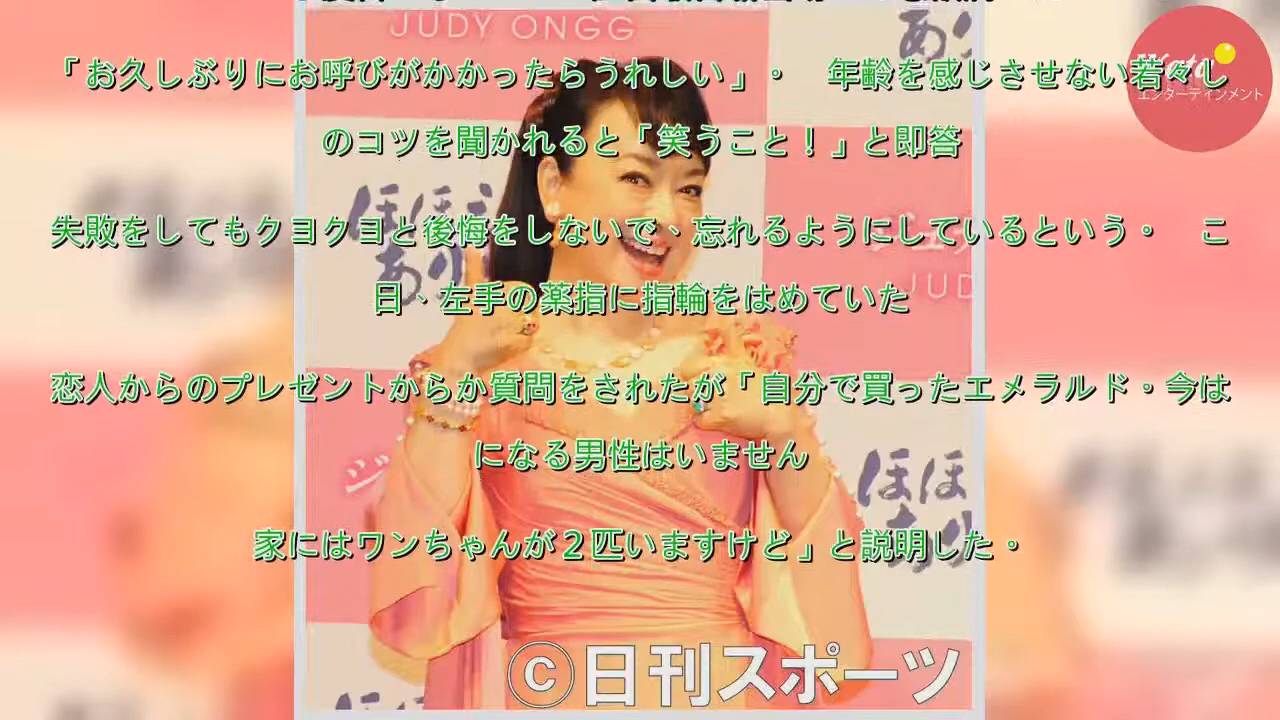 JUDY ONGG
「お久しぶりにお呼びがかかったらうれしい」・　年齢を感じさせない若々し
エンターテインメント
のコツを聞かれると「笑うこと！」と即答
失敗をしてもクヨクヨと後悔をしないで、忘れるようにしているという・　こ
日、左手の薬指に指輪をはめていた
恋人からのプレゼントからか質問をされたが「自分で買ったエメラルド・今は
になる男性はいません
家にはワンちゃんが２匹いますけど」と説明した・
ほほ
©日刊スポーツ